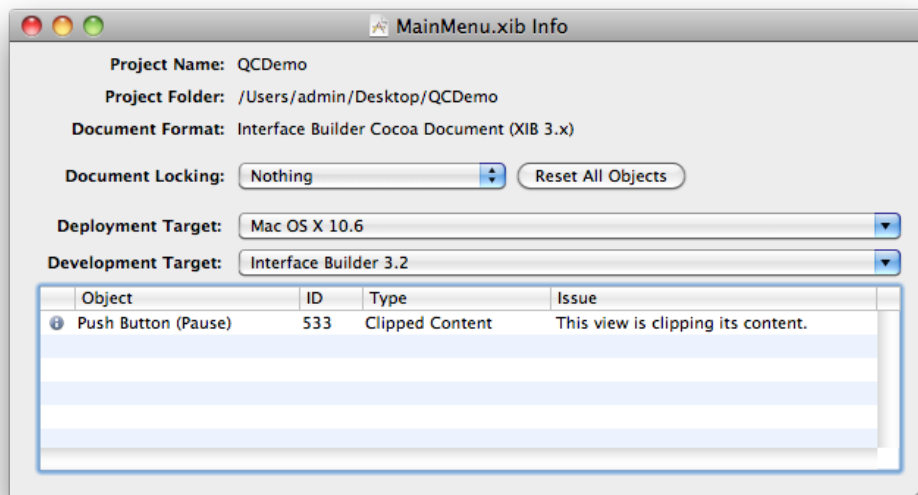 MainMenu.xib Info
Project Name: QCDemo
Project Folder: /Users/admin/Desktop/QCDemo
Document Format: Interface Builder Cocoa Document (XIB 3.x)
Document Locking: Nothing Reset All Objects
Deployment Target: Mac OS X 10.6
Development Target: Interface Builder 3.2
Object ID Type Issue
Push Button (Pause) 533 Clipped Content This view is clipping its content.